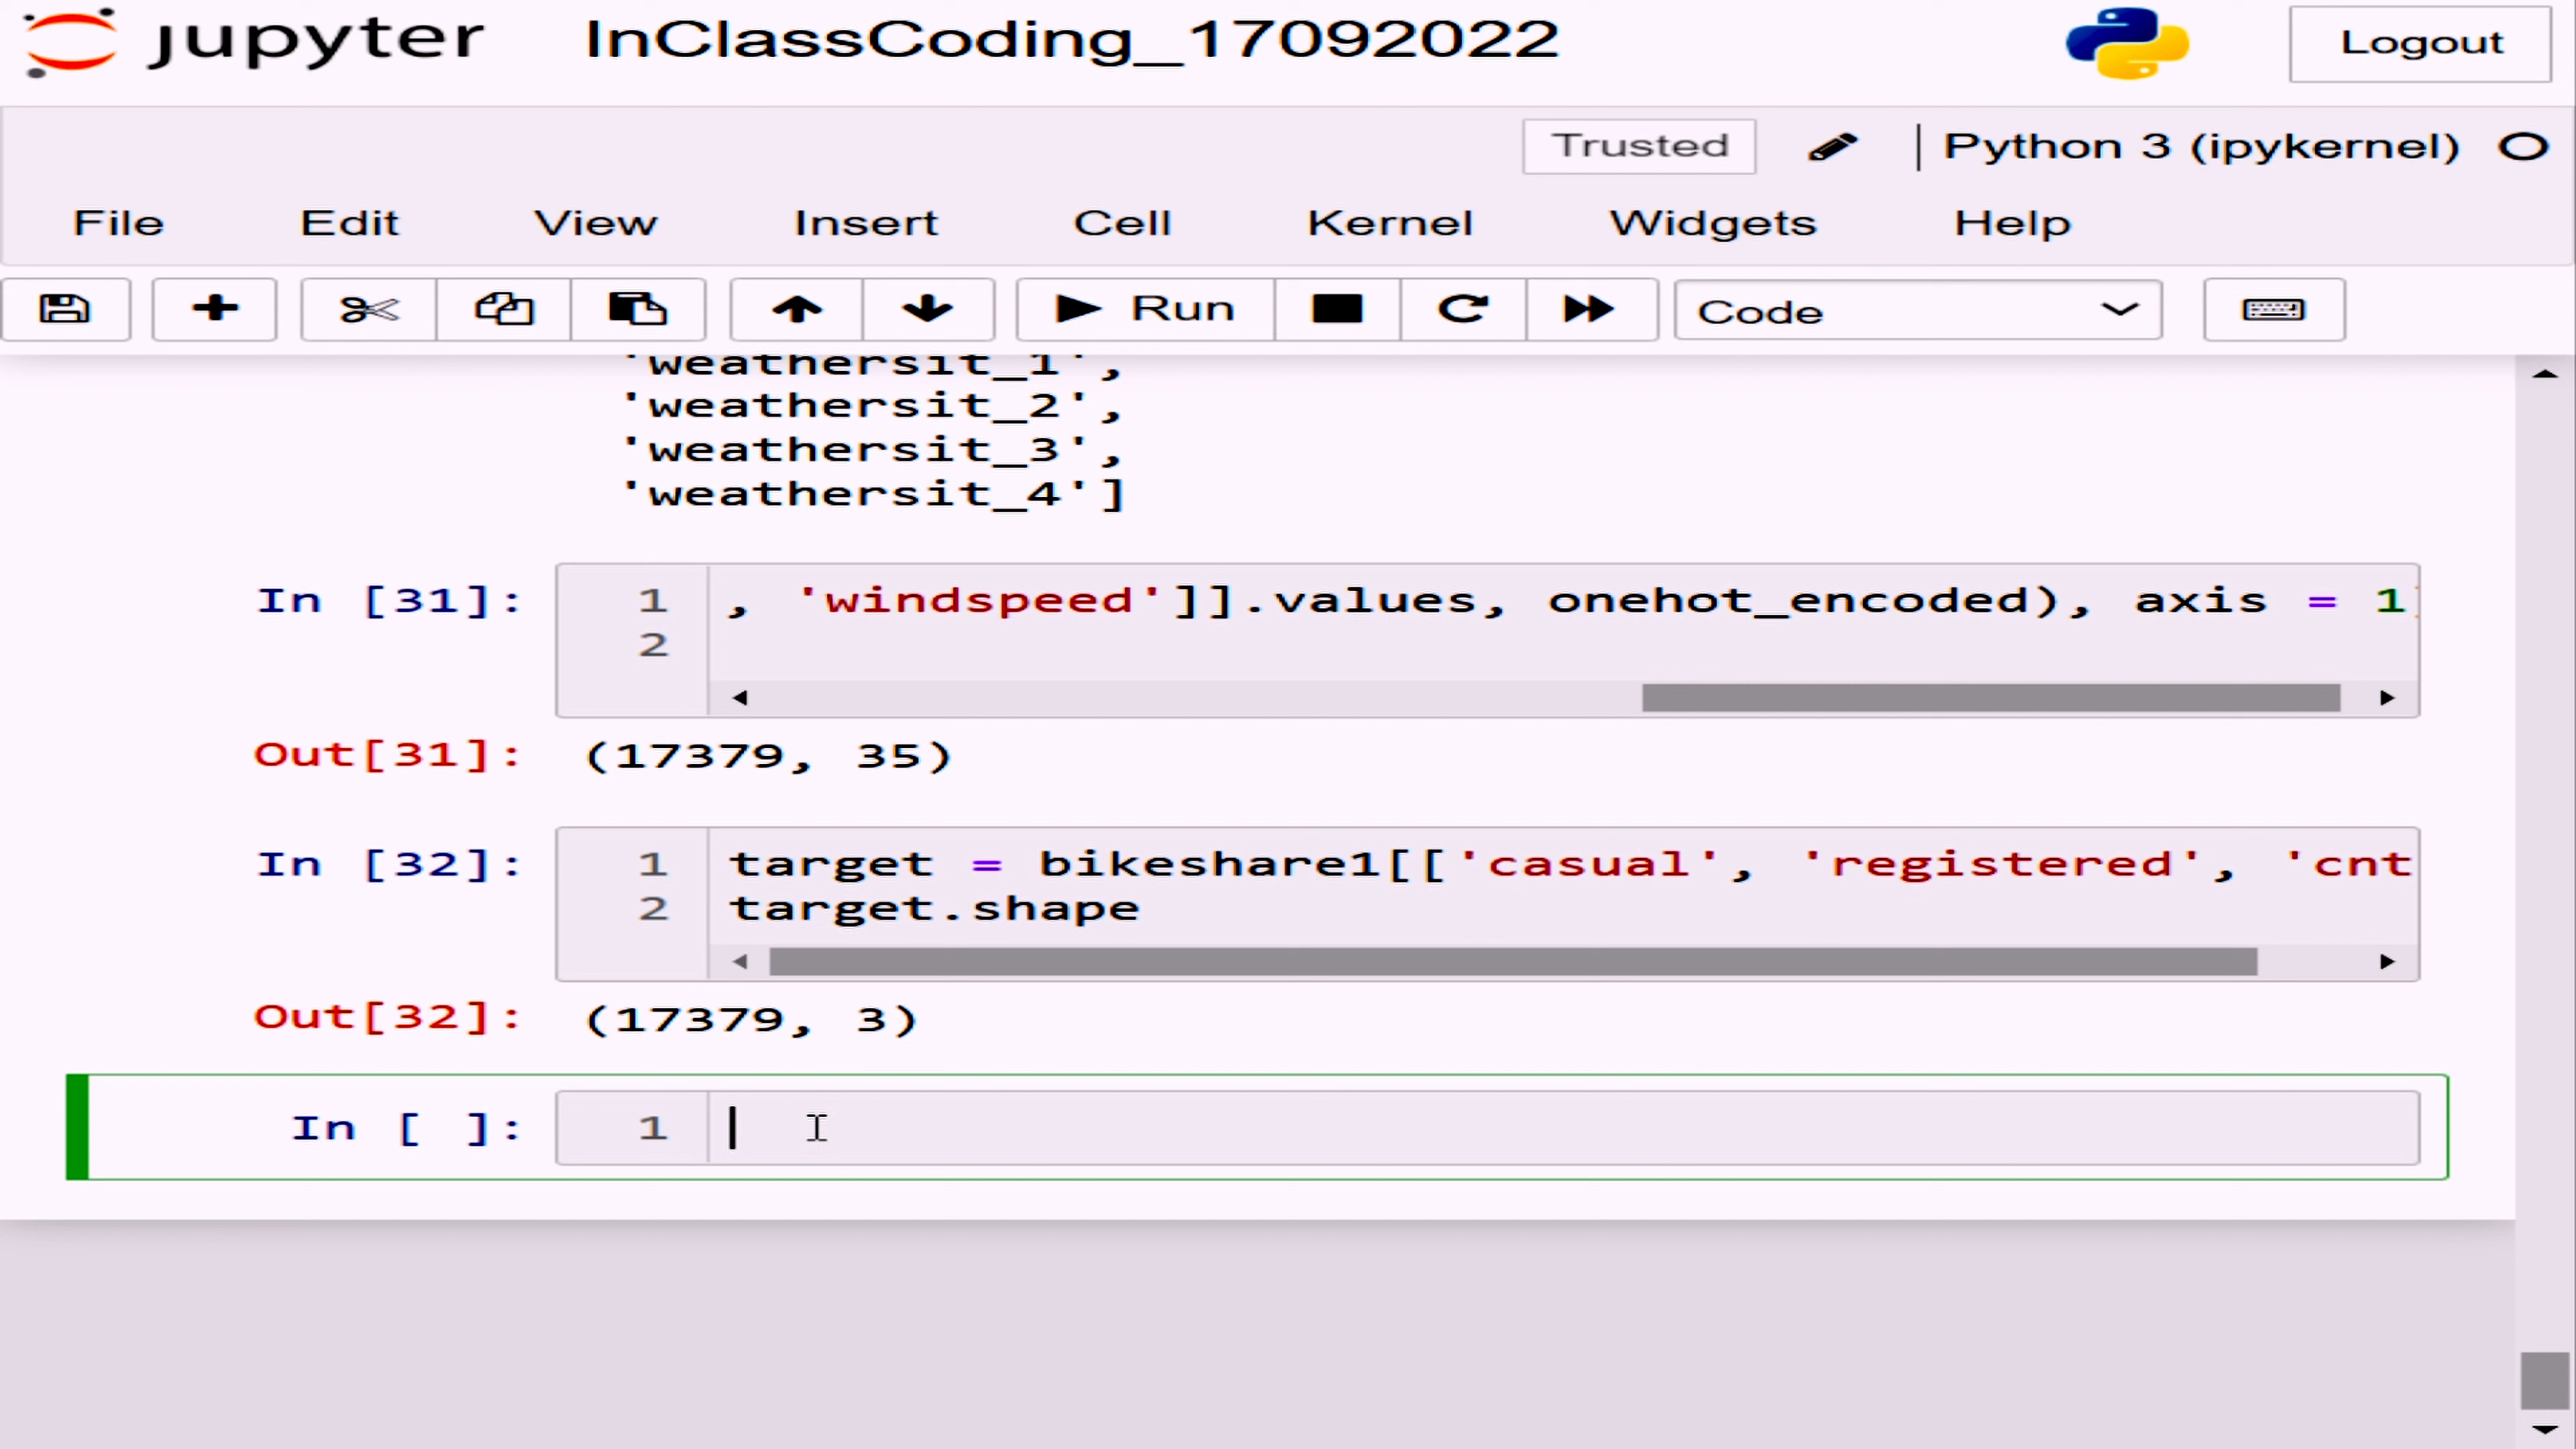 jupyter InClassCoding_17092022 Logout
Trusted Python 3 (ipykernel)
File Edit View Insert Cell Kernel Widgets Help
Run Code
'weathersit_1',
'weathersit_2',
'weathersit_3',
'weathersit_4']
In [31]: 1 , 'windspeed']].values, onehot_encoded), axis = 1
2
Out[31]: (17379, 35)
In [32]: 1 target = bikeshare1[['casual', 'registered', 'cnt
2 target.shape
Out[32]: (17379, 3)
In [ ]: 1